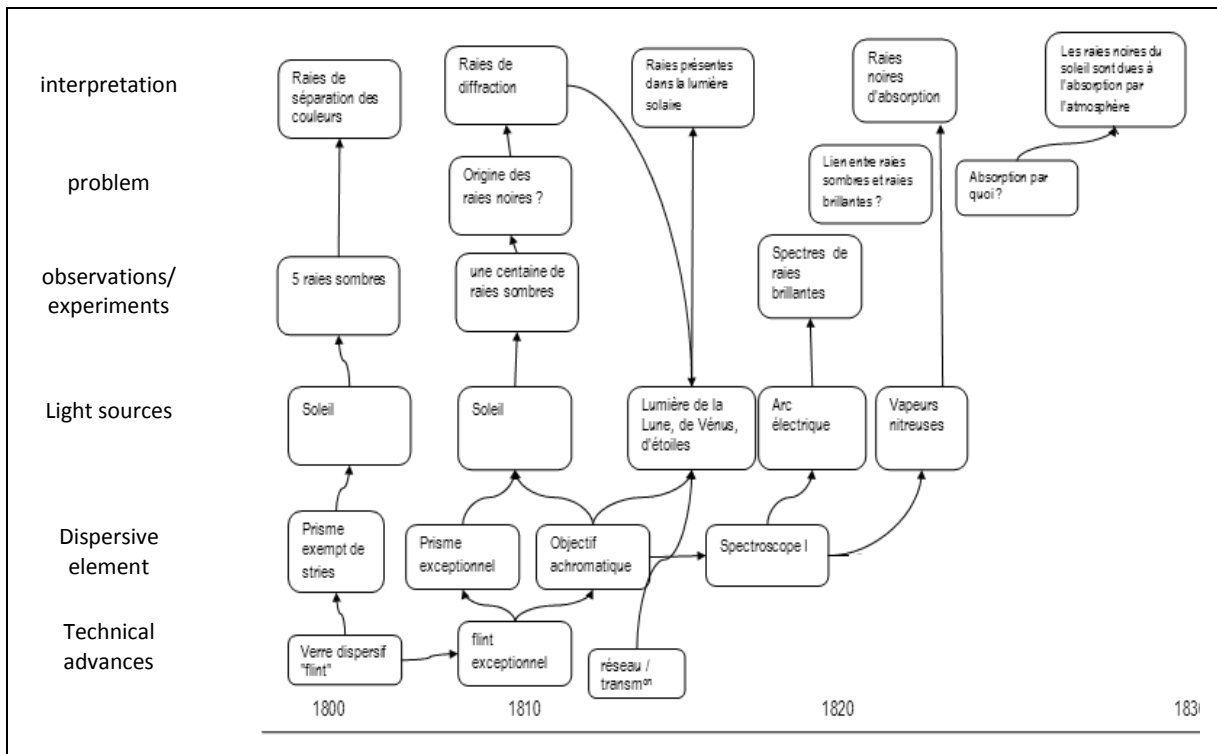 interpretation
Raies de
séparation des
couleurs
Raies de
diffraction
Raies présentes
dans la lumière
solaire
Raies
noires
d'absorption
Les raies noires du
soleil sont dues à
l'absorption par
l'atmosphère
problem
Origine des
raies noires ?
Lien entre raies
sombres et raies
brillantes ?
Absorption par
quoi ?
observations/
experiments
5 raies sombres
une centaine de
raies sombres
Spectres de
raies
brillantes
Light sources
Soleil
Soleil
Lumière de la
Lune, de Vénus,
d'étoiles
Arc
électrique
Vapeurs
nitreuses
Dispersive
element
Prisme
exempt de
stries
Prisme
exceptionnel
Objectif
achromatique
Spectroscope I
Technical
advances
Verre dispersif
"flint"
flint
exceptionnel
réseau /
transmon
1800
1810
1820
183